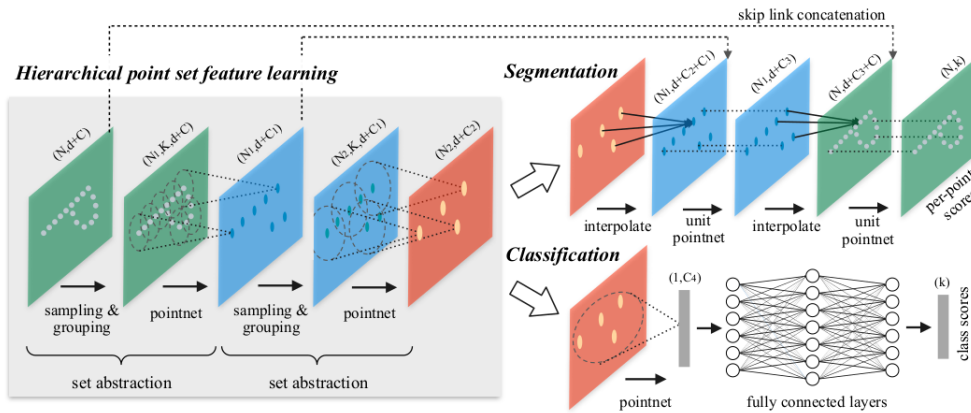 skip link concatenation
Hierarchical point set feature learning
(N,d+C)
(N1,K,d+C)
(N1,d+C1)
(N2,K,d+C1)
(N2,d+C2)
sampling &
grouping
pointnet
sampling &
grouping
pointnet
set abstraction
set abstraction
Segmentation
(N1,d+C2+C1)
(N1,d+C3)
(N,d+C3+C)
(N,k)
interpolate
unit
pointnet
interpolate
unit
pointnet
per-point
scores
Classification
(1,C4)
pointnet
fully connected layers
(k)
class scores